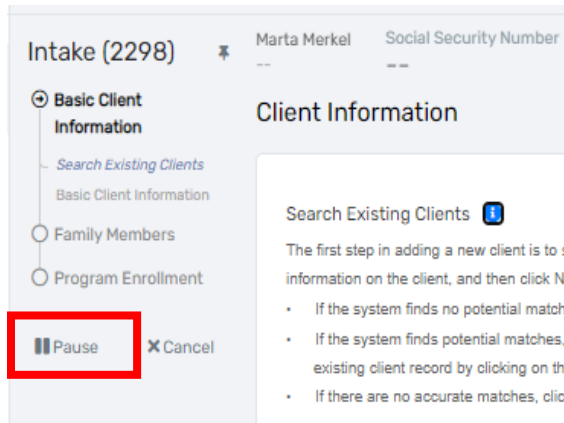 Intake (2298)
Basic Client
Information
Search Existing Clients
Basic Client Information
Family Members
Program Enrollment
Pause
Cancel
Marta Merkel
--
Social Security Number
--
Client Information
Search Existing Clients
The first step in adding a new client is to
information on the client, and then click
If the system finds no potential
If the system finds potential matches,
existing client record by clicking on
If there are no accurate matches,